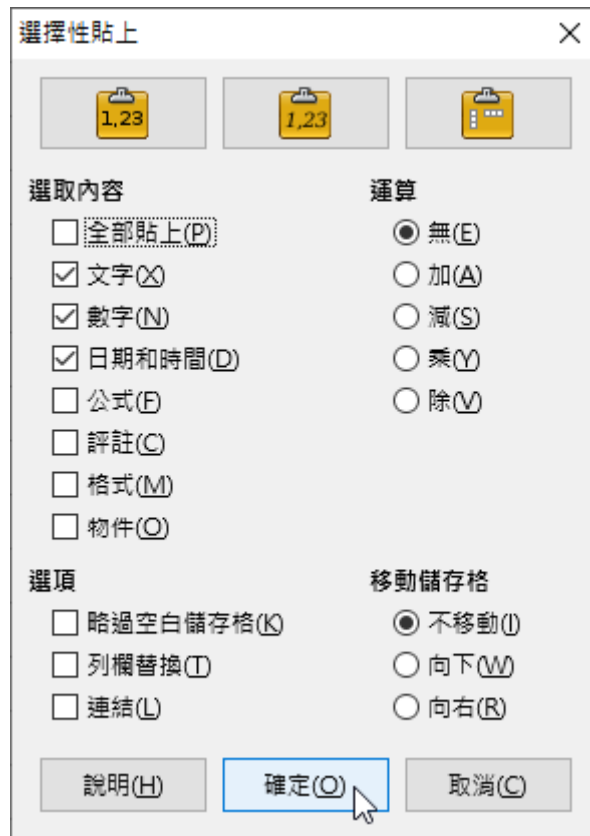 選擇性貼上
1,23
1,23
選取內容
全部貼上(P)
文字(X)
數字(N)
日期和時間(D)
公式(F)
評註(C)
格式(M)
物件(O)
運算
無(E)
加(A)
減(S)
乘(Y)
除(V)
選項
略過空白儲存格(K)
列欄替換(T)
連結(L)
移動儲存格
不移動(I)
向下(W)
向右(R)
說明(H)
確定(O)
取消(C)